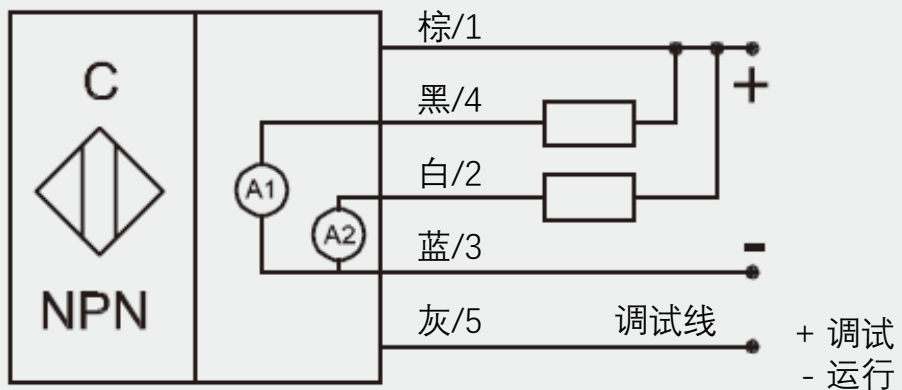 棕/1
C
黑/4
+
A1
白/2
A2
蓝/3
-
NPN
灰/5 调试线
+ 调试
- 运行